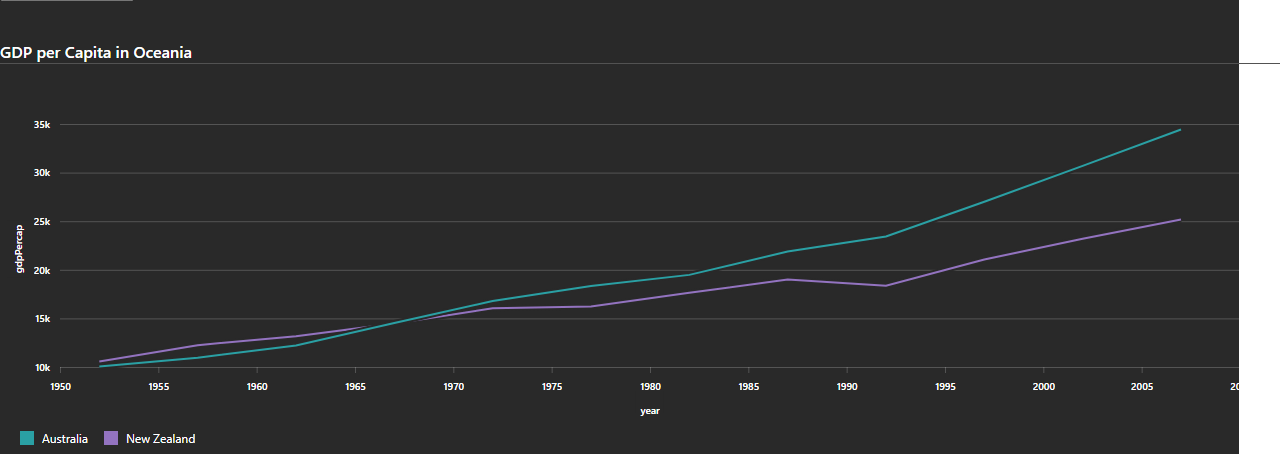 GDP per Capita in Oceania
35k
30k
25k
20k
15k
10k
gdpPercap
1950 1955 1960 1965 1970 1975 1980 1985 1990 1995 2000 2005 20
year
Australia New Zealand